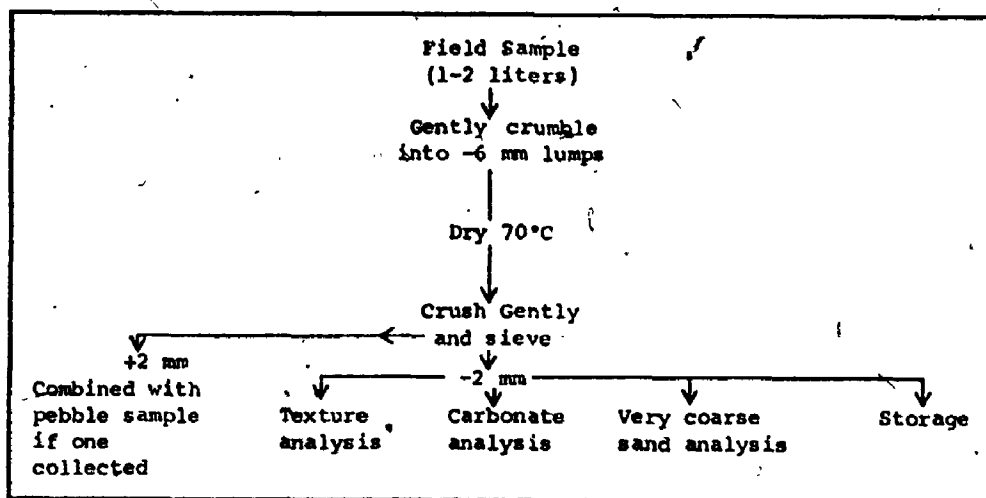 Field Sample
(1-2 liters)
Gently crumble
into -6 mm lumps
Dry 70°C
Crush Gently
and sieve
+2 mm
Combined with
pebble sample
if one
collected
-2 mm
Texture
analysis
Carbonate
analysis
Very coarse
sand analysis
Storage